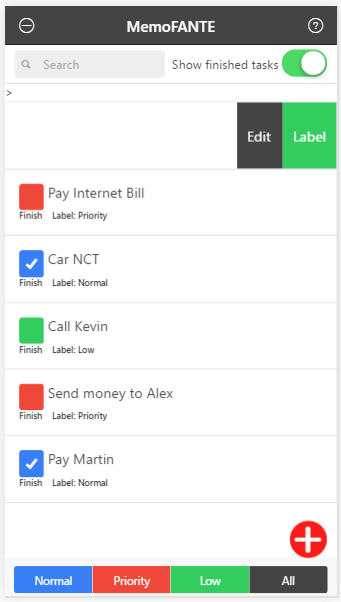 MemoFANTE
Search Show finished tasks
>
Edit Label
Pay Internet Bill
Finish Label: Priority
Car NCT
Finish Label: Normal
Call Kevin
Finish Label: Low
Send money to Alex
Finish Label: Priority
Pay Martin
Finish Label: Normal
Normal Priority Low All